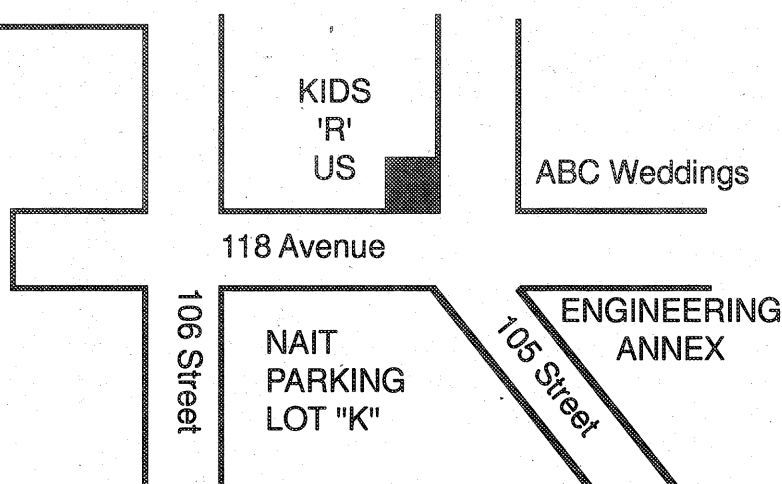 KIDS
'R'
US
ABC Weddings
118 Avenue
106 Street
NAIT
PARKING
LOT "K"
105 Street
ENGINEERING
ANNEX